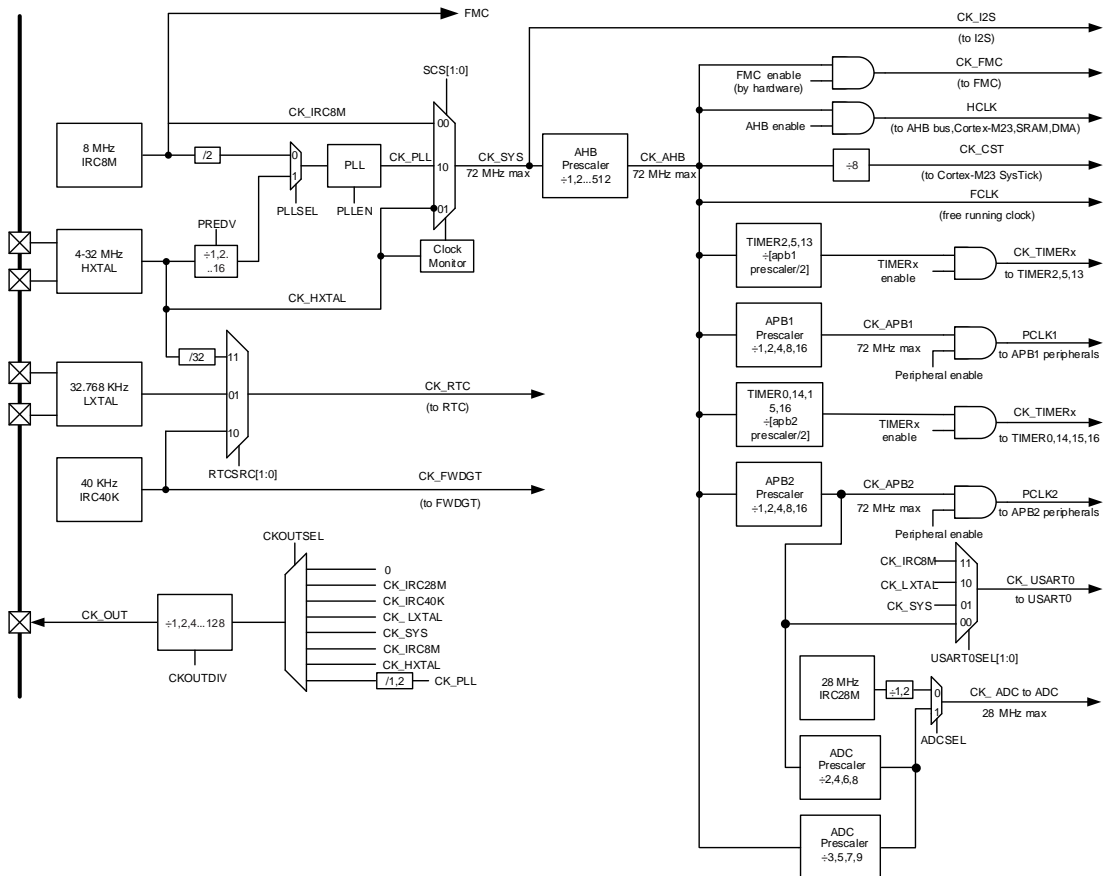 FMC
CK_I2S
(to I2S)
SCS[1:0]
FMC enable
(by hardware)
CK_FMC
(to FMC)
CK_IRC8M
00
AHB enable
HCLK
(to AHB bus,Cortex-M23,SRAM,DMA)
8 MHz
IRC8M
/2
0
1
PLLSEL
PLL
PLLEN
CK_PLL
10
CK_SYS
72 MHz max
AHB
Prescaler
÷1,2...512
CK_AHB
72 MHz max
÷8
CK_CST
(to Cortex-M23 SysTick)
01
FCLK
(free running clock)
PREDV
4-32 MHz
HXTAL
÷1,2.
..16
Clock
Monitor
TIMER2,5,13
÷[apb1
prescaler/2]
TIMERx
enable
CK_TIMERx
to TIMER2,5,13
CK_HXTAL
APB1
Prescaler
÷1,2,4,8,16
CK_APB1
72 MHz max
Peripheral enable
PCLK1
to APB1 peripherals
/32
11
32.768 KHz
LXTAL
01
CK_RTC
(to RTC)
10
RTCSRC[1:0]
TIMER0,14,1
5,16
÷[apb2
prescaler/2]
TIMERx
enable
CK_TIMERx
to TIMER0,14,15,16
40 KHz
IRC40K
CK_FWDGT
(to FWDGT)
APB2
Prescaler
÷1,2,4,8,16
CK_APB2
72 MHz max
Peripheral enable
PCLK2
to APB2 peripherals
CKOUTSEL
0
CK_IRC28M
CK_IRC40K
CK_ LXTAL
CK_SYS
CK_IRC8M
CK_HXTAL
/1,2
CK_PLL
CK_OUT
÷1,2,4...128
CKOUTDIV
CK_IRC8M
11
CK_LXTAL
10
CK_SYS
01
00
CK_USART0
to USART0
USART0SEL[1:0]
28 MHz
IRC28M
÷1,2
0
1
CK_ ADC to ADC
28 MHz max
ADCSEL
ADC
Prescaler
÷2,4,6,8
ADC
Prescaler
÷3,5,7,9